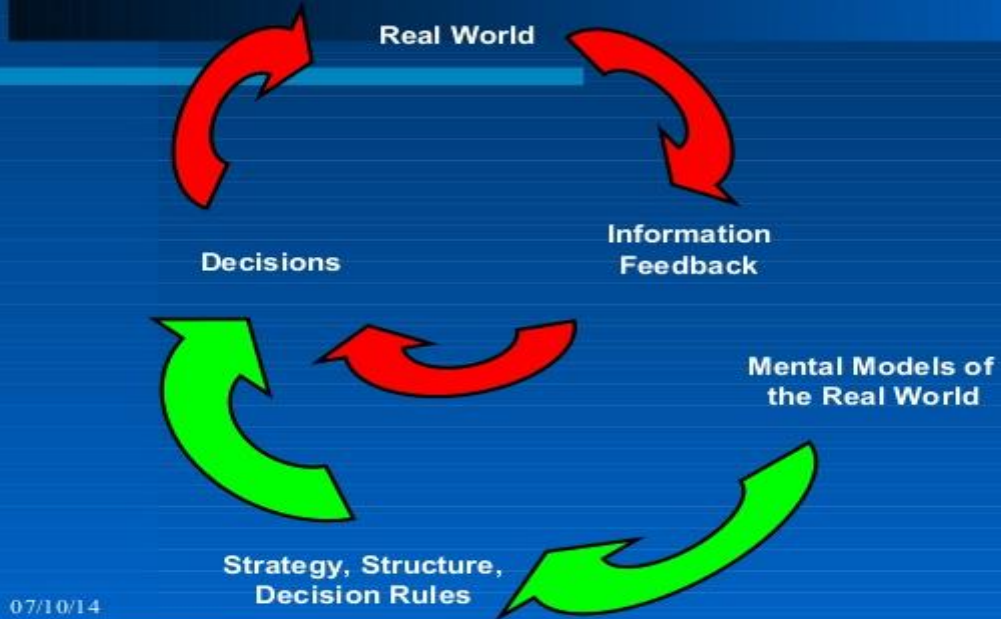 Real World
Information
Feedback
Decisions
Mental Models of
the Real World
Strategy, Structure,
Decision Rules
07/10/14